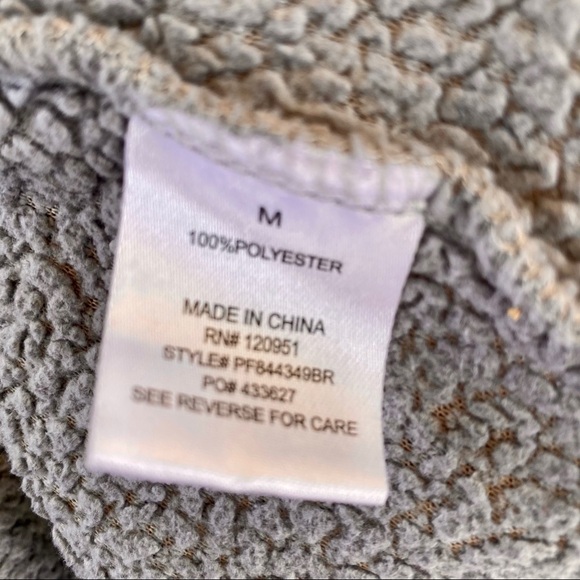 M
100%POLYESTER
MADE IN CHINA
RN# 120951
STYLE# PF844349BR
PO# 433627
SEE REVERSE FOR CARE